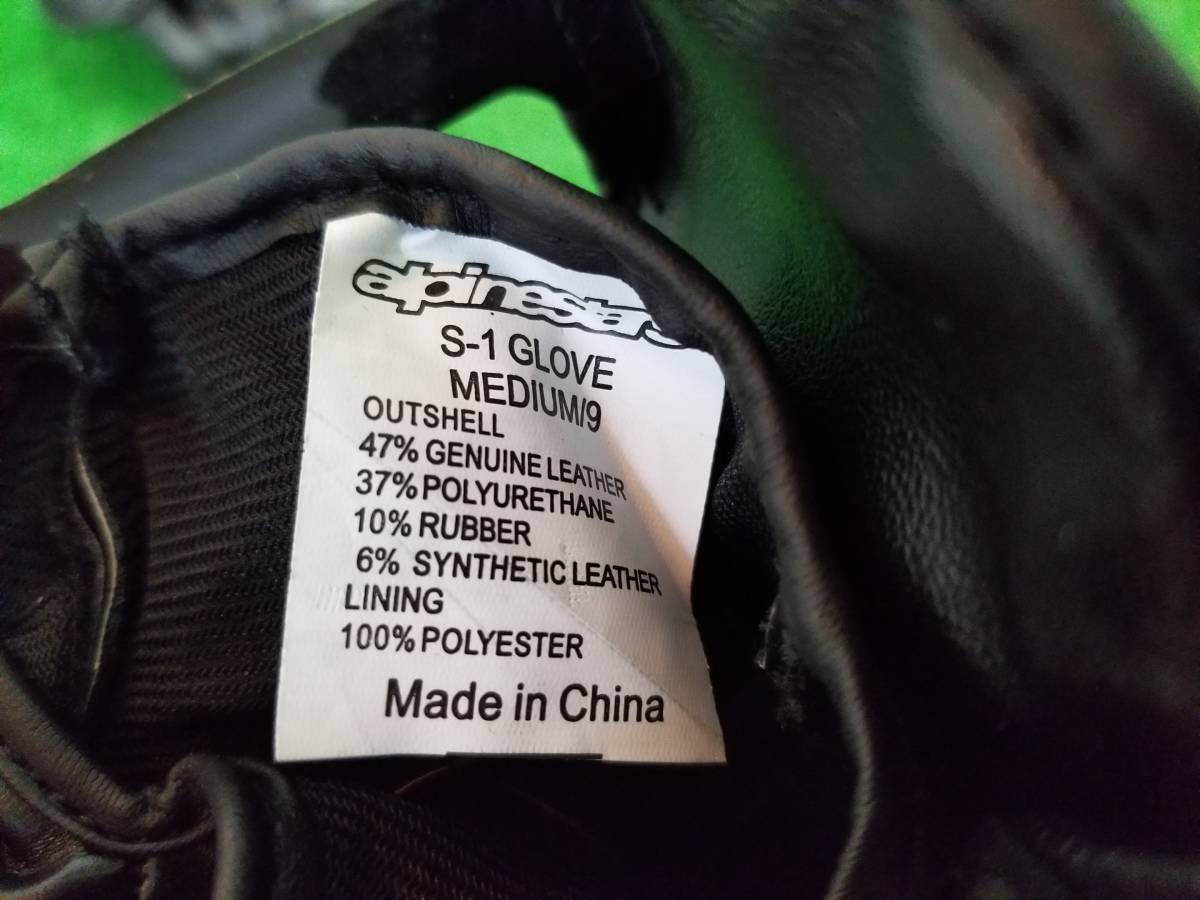 alpinestars
S-1 GLOVE
MEDIUM/9
OUTSHELL
47% GENUINE LEATHER
37% POLYURETHANE
10% RUBBER
6% SYNTHETIC LEATHER
LINING
100% POLYESTER
Made in China